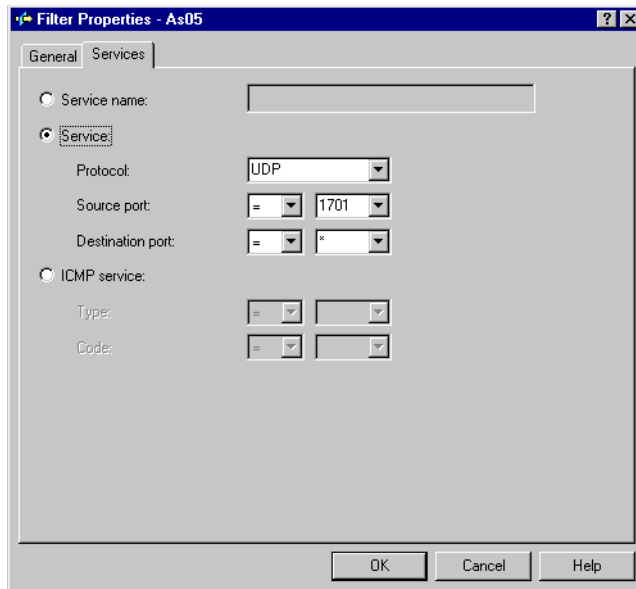 Filter Properties - As05
General Services
Service name:
Service:
Protocol: UDP
Source port: = 1701
Destination port: = *
ICMP service:
Type: =
Code: =
OK Cancel Help